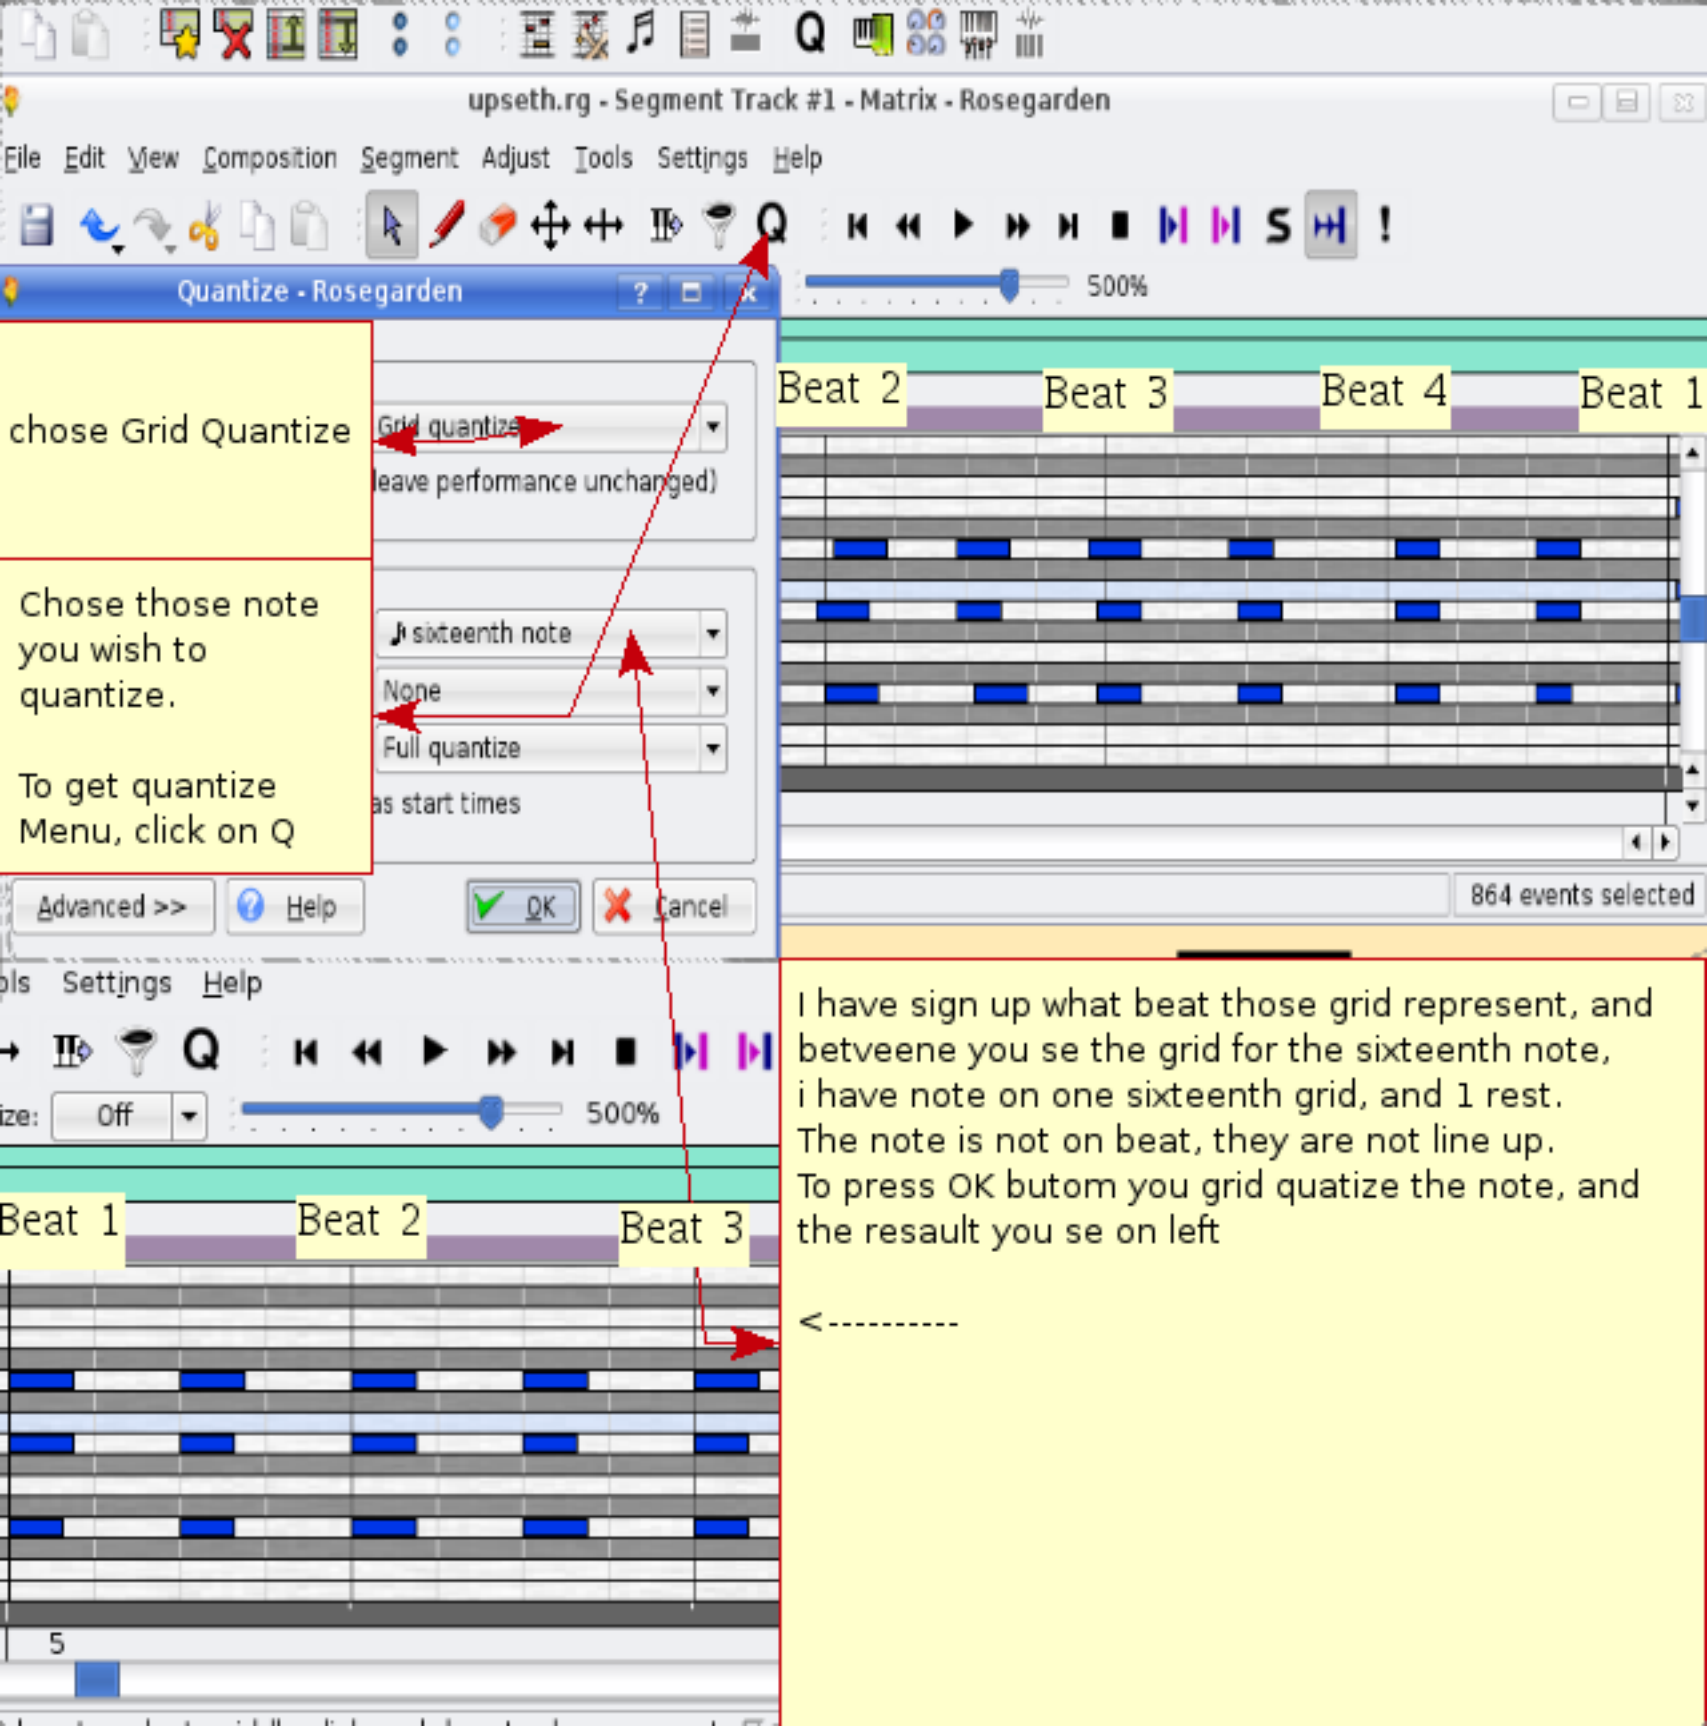 Q
upseth.rg - Segment Track #1 - Matrix - Rosegarden
File Edit View Composition Segment Adjust Tools Settings Help
Q S !
Quantize - Rosegarden ?
500%
chose Grid Quantize
Grid quantize
leave performance unchanged)
Beat 2 Beat 3 Beat 4 Beat 1
Chose those note
you wish to
quantize.
To get quantize
Menu, click on Q
sixteenth note
None
Full quantize
as start times
Advanced >> Help OK Cancel
864 events selected
ols Settings Help
Q
ize: Off 500%
Beat 1 Beat 2 Beat 3
5
I have sign up what beat those grid represent, and
betveene you se the grid for the sixteenth note,
i have note on one sixteenth grid, and 1 rest.
The note is not on beat, they are not line up.
To press OK butom you grid quatize the note, and
the resault you se on left
<----------